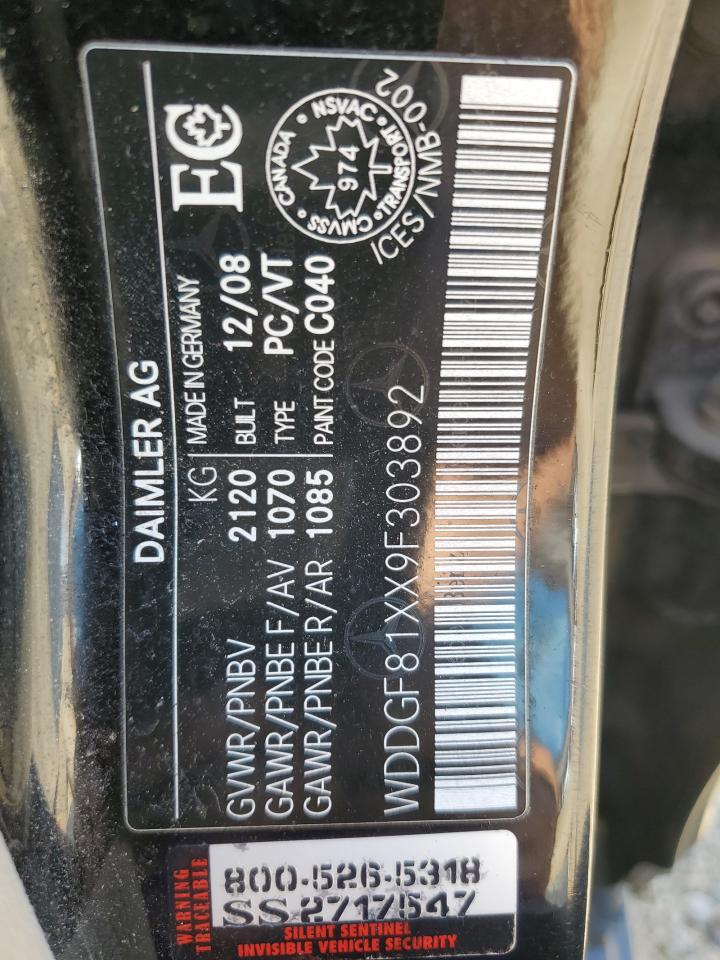 DAIMLER AG
KG
MADE IN GERMANY
EC
GVWR/PNBV 2120 BULT 12/08
GAWR/PNBE F/AV 1070 TYPE PC/VT
GAWR/PNBE R/AR 1085 PAINT CODE C040
CANADA • NSVAC • TRANSPORT • CMVSS •
974
ICES/NMB-002
WDDGF81XX9F303892
WARNING
TRACEABLE
800-526-5318
SS 2717547
SILENT SENTINEL
INVISIBLE VEHICLE SECURITY